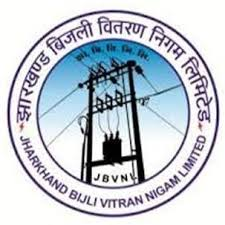 झारखण्ड बिजली वितरण निगम लिमिटेड
झा. बि. वि. नि. लि.
JBVNL
JHARKHAND BIJLI VITRAN NIGAM LIMITED